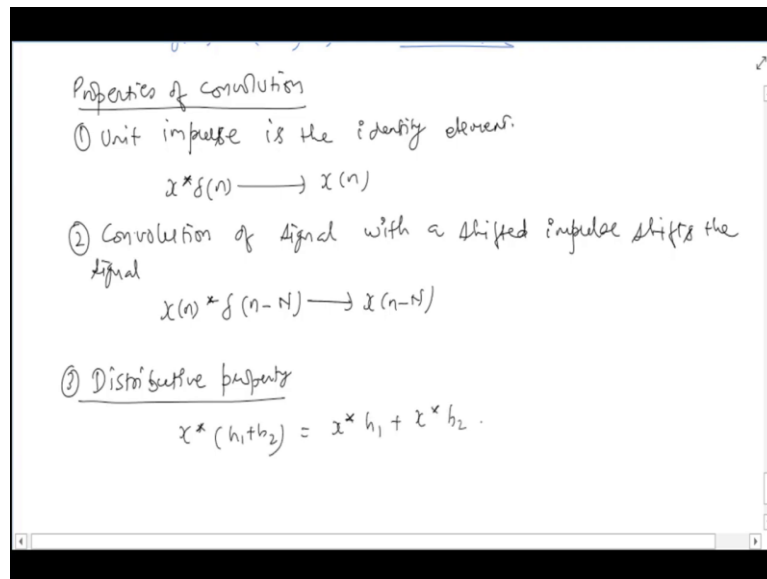 Properties of convolution
① Unit impulse is the identity element.
x*δ(n) ⟶ x(n)
② Convolution of signal with a shifted impulse shifts the
signal
x(n)*δ(n-N) ⟶ x(n-N)
③ Distributive property
x*(h₁+h₂) = x*h₁ + x*h₂.